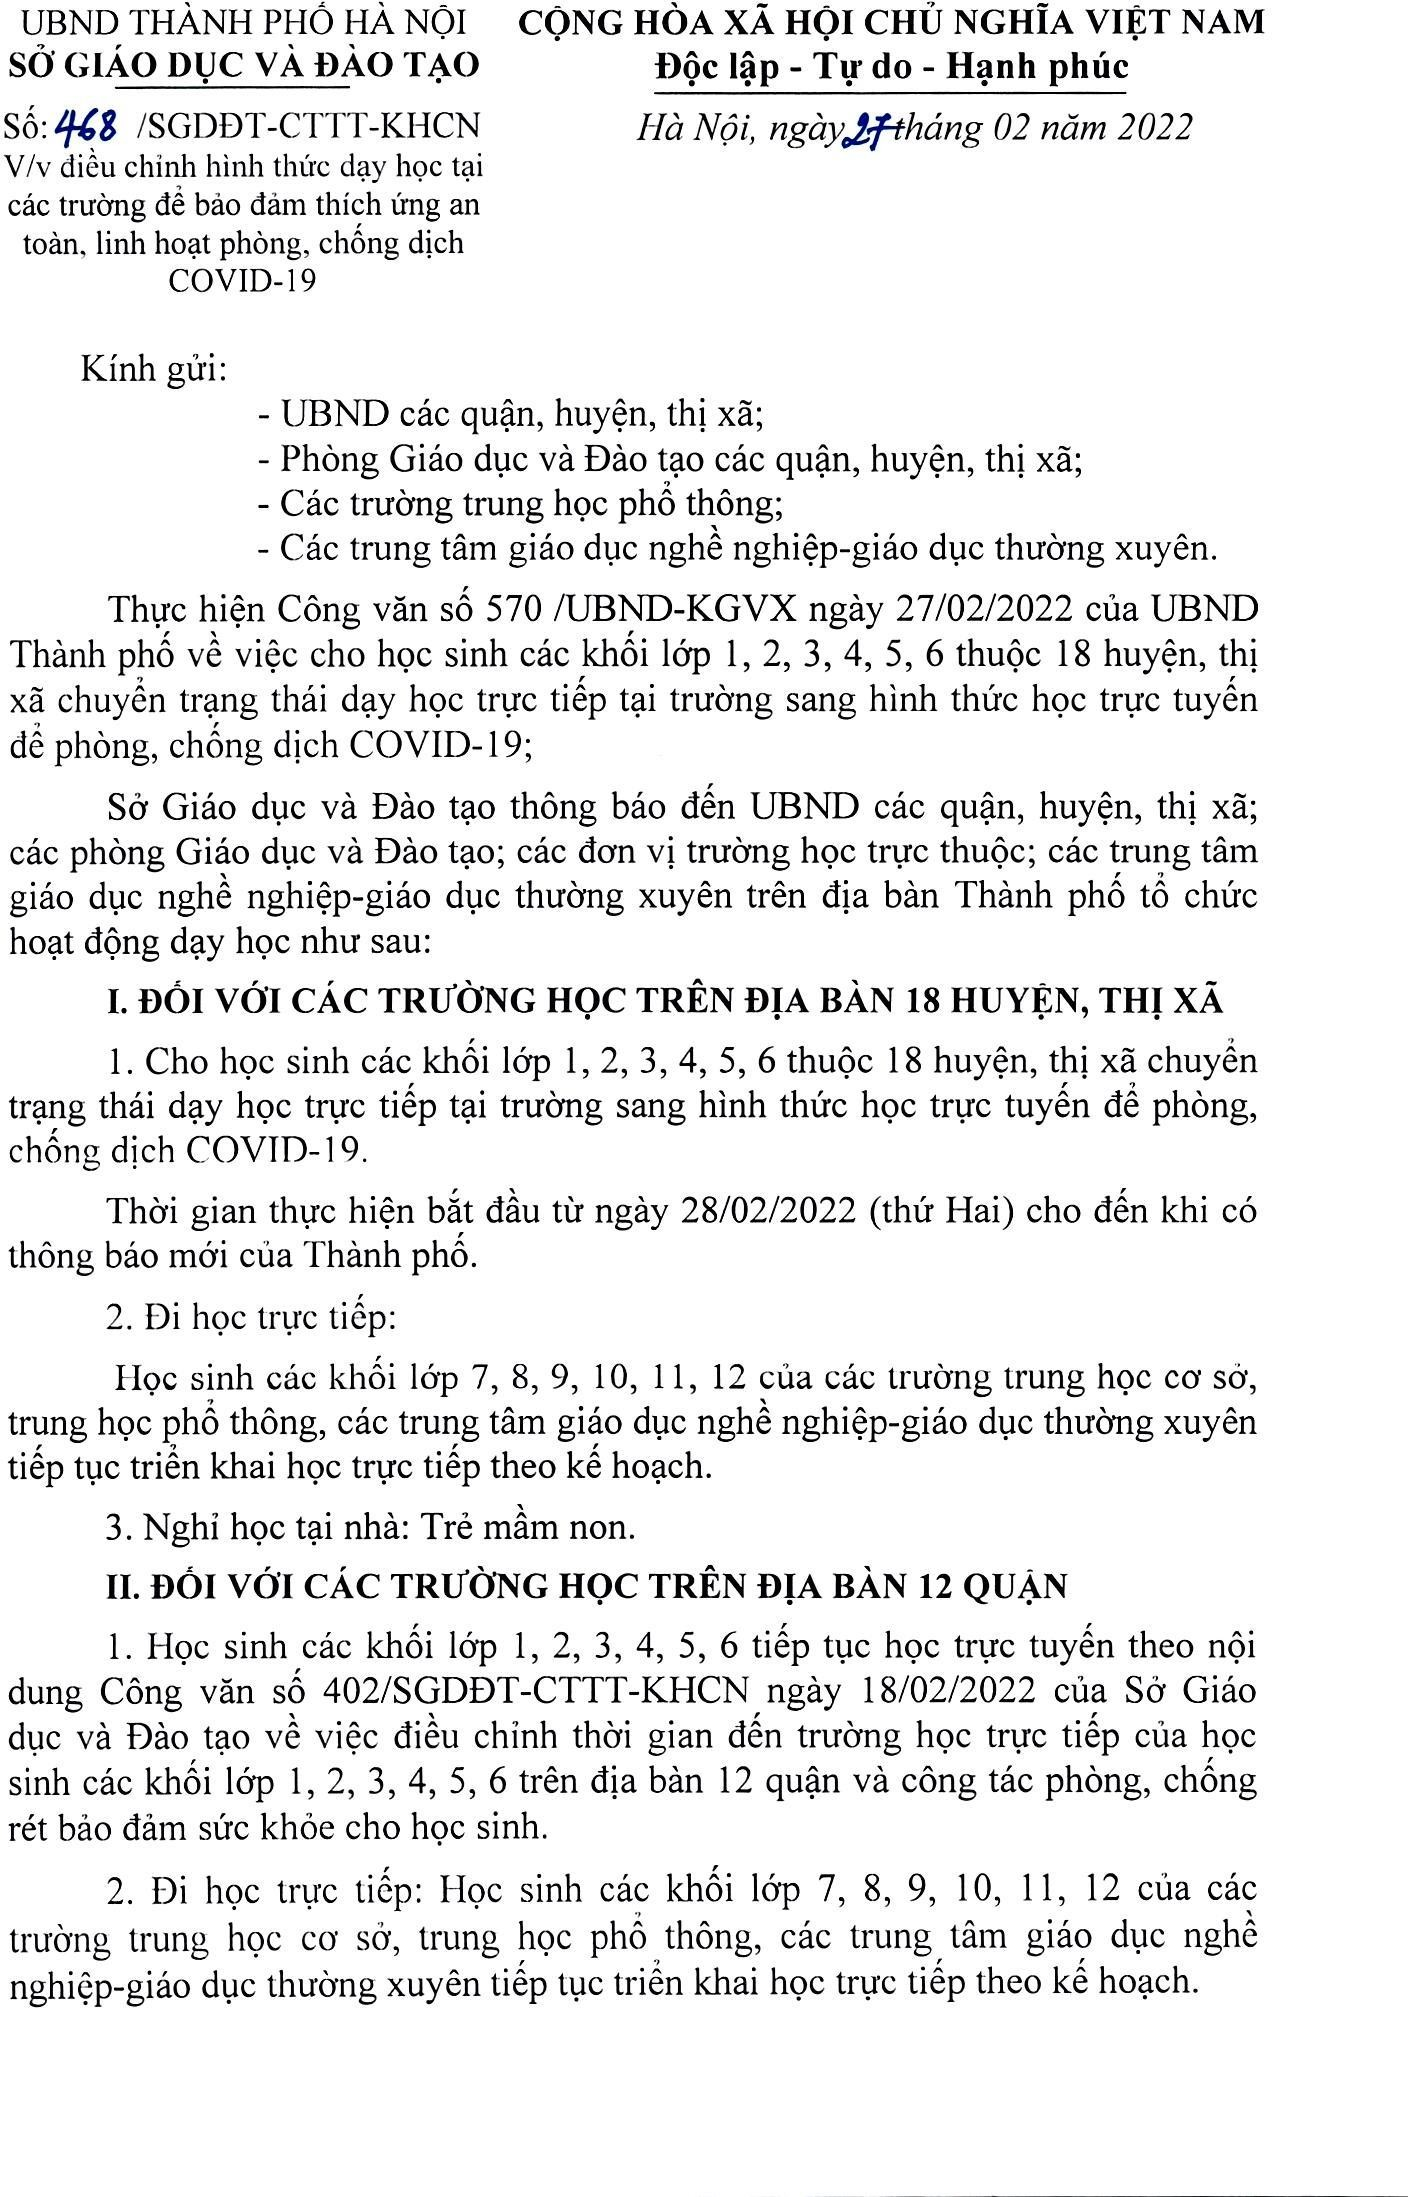 UBND THÀNH PHỐ HÀ NỘI
SỞ GIÁO DỤC VÀ ĐÀO TẠO
CỘNG HÒA XÃ HỘI CHỦ NGHĨA VIỆT NAM
Độc lập - Tự do - Hạnh phúc
Số: 468 /SGDĐT-CTTT-KHCN
V/v điều chỉnh hình thức dạy học tại
các trường để bảo đảm thích ứng an
toàn, linh hoạt phòng, chống dịch
COVID-19
Hà Nội, ngày 27 tháng 02 năm 2022
Kính gửi:
- UBND các quận, huyện, thị xã;
- Phòng Giáo dục và Đào tạo các quận, huyện, thị xã;
- Các trường trung học phổ thông;
- Các trung tâm giáo dục nghề nghiệp-giáo dục thường xuyên.
Thực hiện Công văn số 570 /UBND-KGVX ngày 27/02/2022 của UBND
Thành phố về việc cho học sinh các khối lớp 1, 2, 3, 4, 5, 6 thuộc 18 huyện, thị
xã chuyển trạng thái dạy học trực tiếp tại trường sang hình thức học trực tuyến
để phòng, chống dịch COVID-19;
Sở Giáo dục và Đào tạo thông báo đến UBND các quận, huyện, thị xã;
các phòng Giáo dục và Đào tạo; các đơn vị trường học trực thuộc; các trung tâm
giáo dục nghề nghiệp-giáo dục thường xuyên trên địa bàn Thành phố tổ chức
hoạt động dạy học như sau:
I. ĐỐI VỚI CÁC TRƯỜNG HỌC TRÊN ĐỊA BÀN 18 HUYỆN, THỊ XÃ
1. Cho học sinh các khối lớp 1, 2, 3, 4, 5, 6 thuộc 18 huyện, thị xã chuyển
trạng thái dạy học trực tiếp tại trường sang hình thức học trực tuyến để phòng,
chống dịch COVID-19.
Thời gian thực hiện bắt đầu từ ngày 28/02/2022 (thứ Hai) cho đến khi có
thông báo mới của Thành phố.
2. Đi học trực tiếp:
Học sinh các khối lớp 7, 8, 9, 10, 11, 12 của các trường trung học cơ sở,
trung học phổ thông, các trung tâm giáo dục nghề nghiệp-giáo dục thường xuyên
tiếp tục triển khai học trực tiếp theo kế hoạch.
3. Nghỉ học tại nhà: Trẻ mầm non.
II. ĐỐI VỚI CÁC TRƯỜNG HỌC TRÊN ĐỊA BÀN 12 QUẬN
1. Học sinh các khối lớp 1, 2, 3, 4, 5, 6 tiếp tục học trực tuyến theo nội
dung Công văn số 402/SGDĐT-CTTT-KHCN ngày 18/02/2022 của Sở Giáo
dục và Đào tạo về việc điều chỉnh thời gian đến trường học trực tiếp của học
sinh các khối lớp 1, 2, 3, 4, 5, 6 trên địa bàn 12 quận và công tác phòng, chống
rét bảo đảm sức khỏe cho học sinh.
2. Đi học trực tiếp: Học sinh các khối lớp 7, 8, 9, 10, 11, 12 của các
trường trung học cơ sở, trung học phổ thông, các trung tâm giáo dục nghề
nghiệp-giáo dục thường xuyên tiếp tục triển khai học trực tiếp theo kế hoạch.